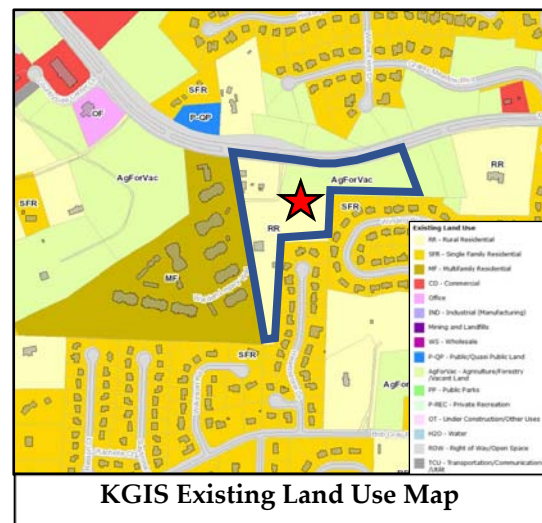 SFR
OF
P-QP
AgForVac
AgForVac
RR
SFR
RR
SFR
MF
SFR
AgFo
Existing Land Use
RR - Rural Residential
SFR - Single Family Residential
MF - Multifamily Residential
CO - Commercial
Office
IND - Industrial (Manufacturing)
Mining and Landfills
WS - Wholesale
P-QP - Public/Quasi Public Land
AgForVac - Agriculture/Forestry
/Vacant Land
PP - Public Parks
P-REC - Private Recreation
OT - Under Construction/Other Uses
H2O - Water
ROW - Right of Way/Open Space
TCU - Transportation/Communications
/Utilit
KGIS Existing Land Use Map